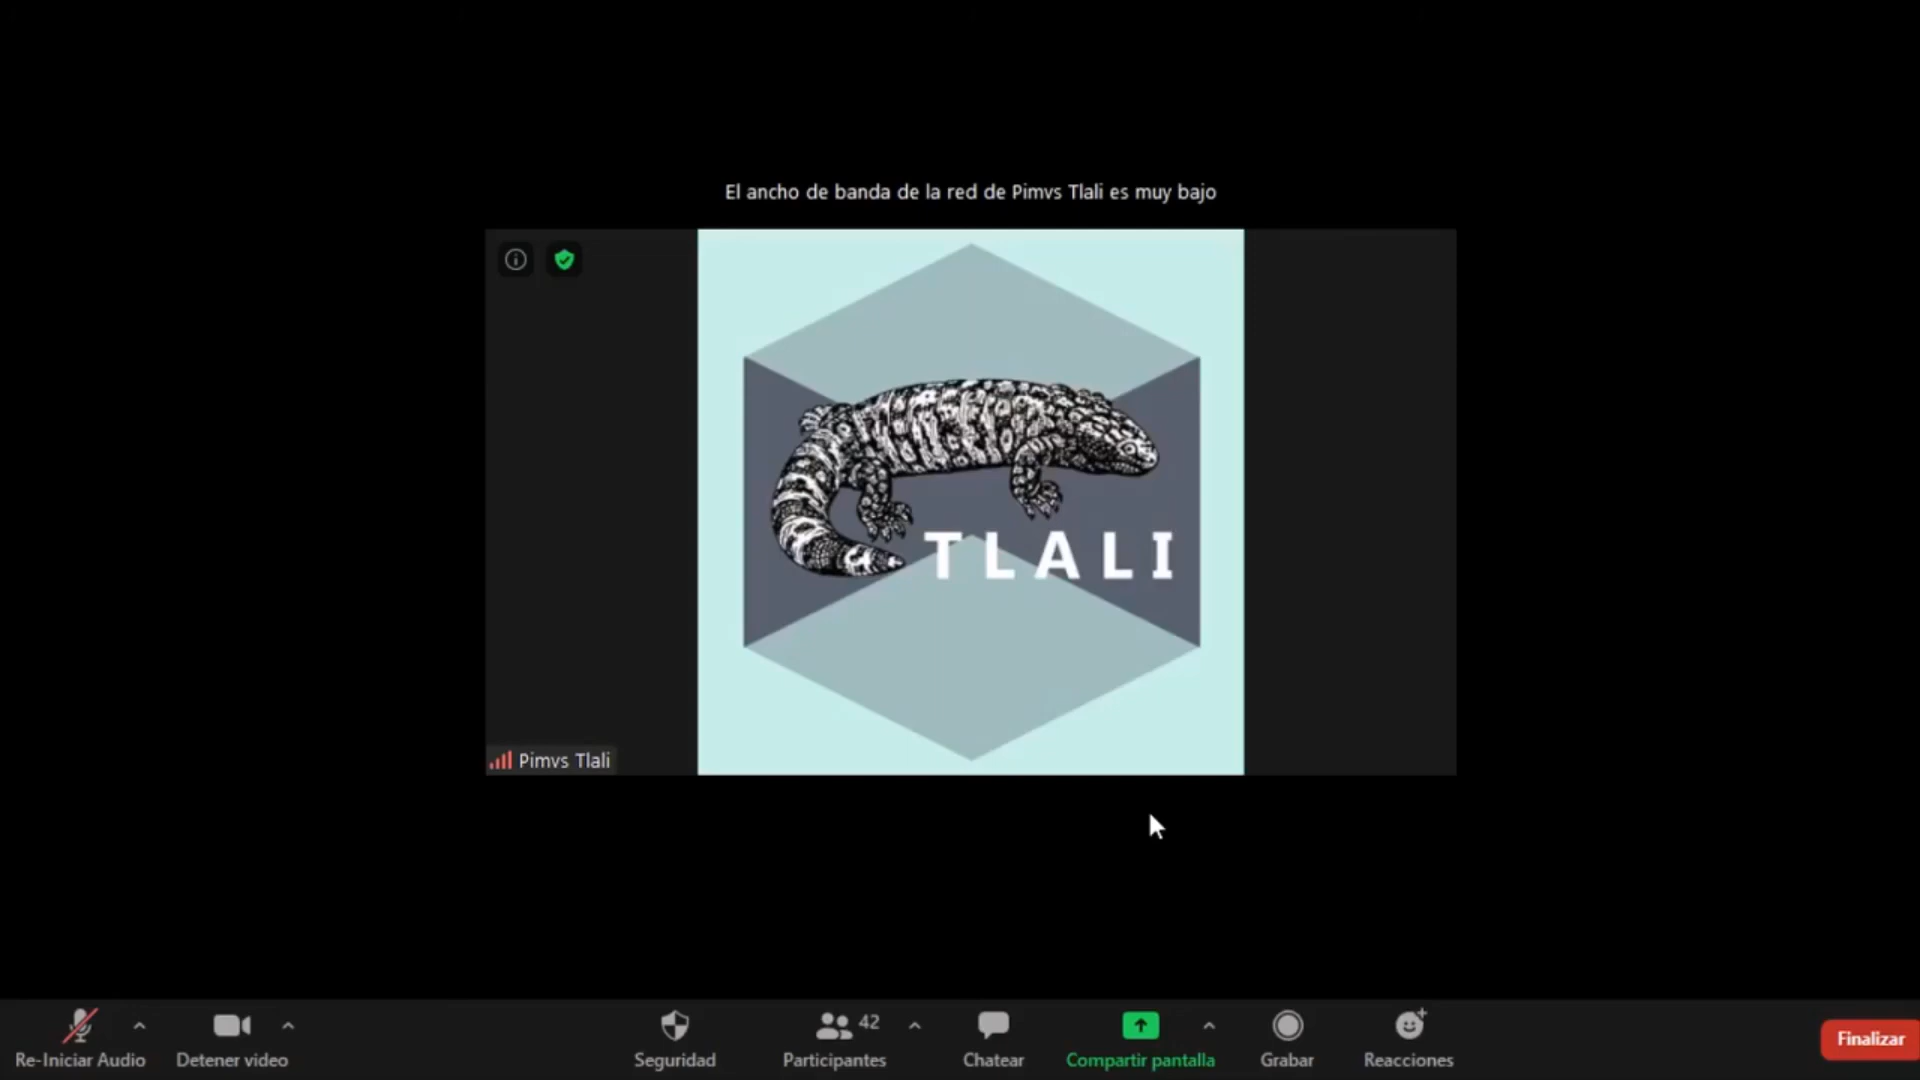 El ancho de banda de la red de Pimvs Tlali es muy bajo
TLALI
Pimvs Tlali
Re-Iniciar Audio
Detener video
Seguridad
42
Participantes
Chatear
Compartir pantalla
Grabar
Reacciones
Finalizar